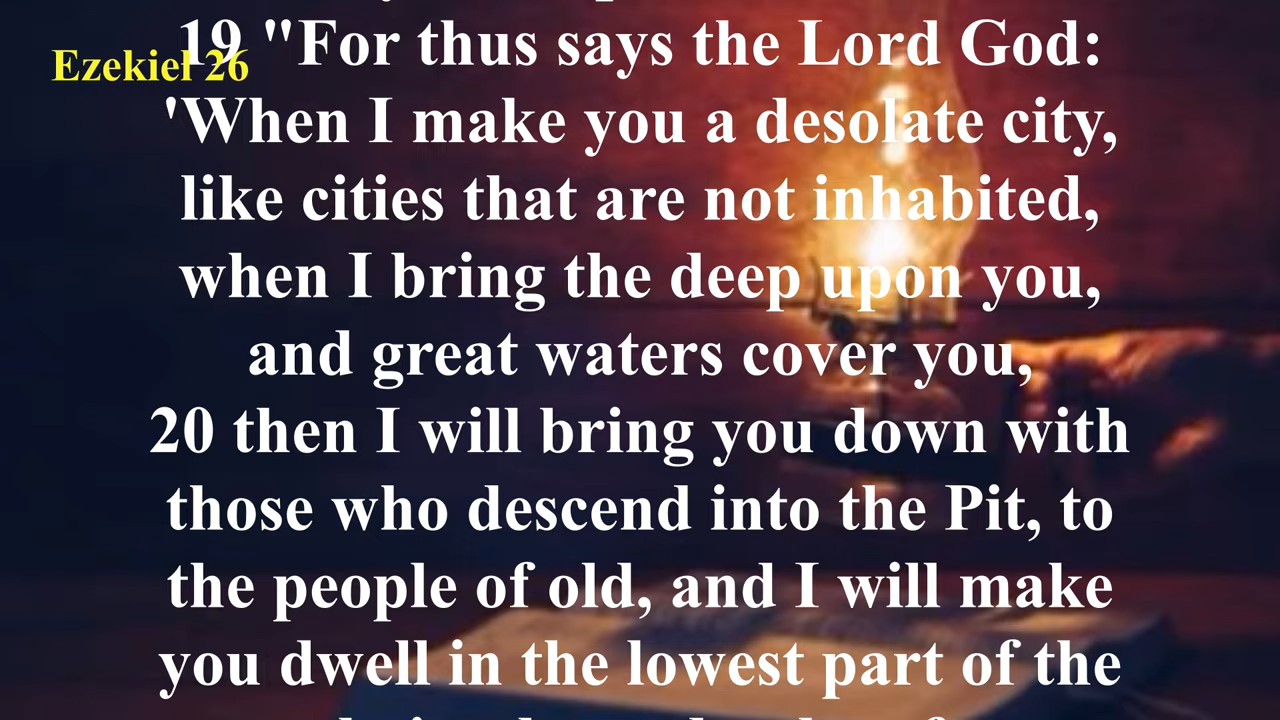 Ezekiel 26
19 "For thus says the Lord God:
'When I make you a desolate city,
like cities that are not inhabited,
when I bring the deep upon you,
and great waters cover you,
20 then I will bring you down with
those who descend into the Pit, to
the people of old, and I will make
you dwell in the lowest part of the